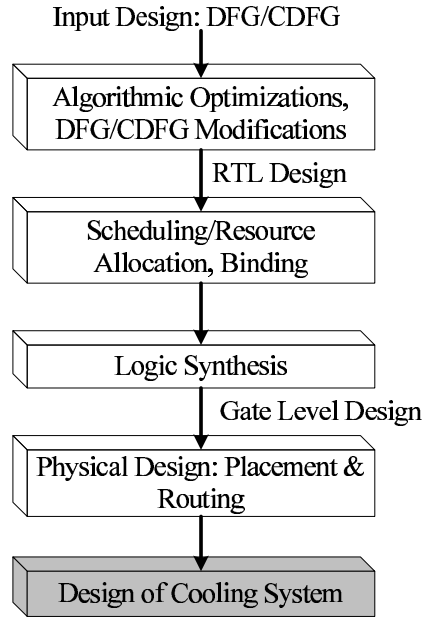 Input Design: DFG/CDFG
Algorithmic Optimizations,
DFG/CDFG Modifications
RTL Design
Scheduling/Resource
Allocation, Binding
Logic Synthesis
Gate Level Design
Physical Design: Placement &
Routing
Design of Cooling System